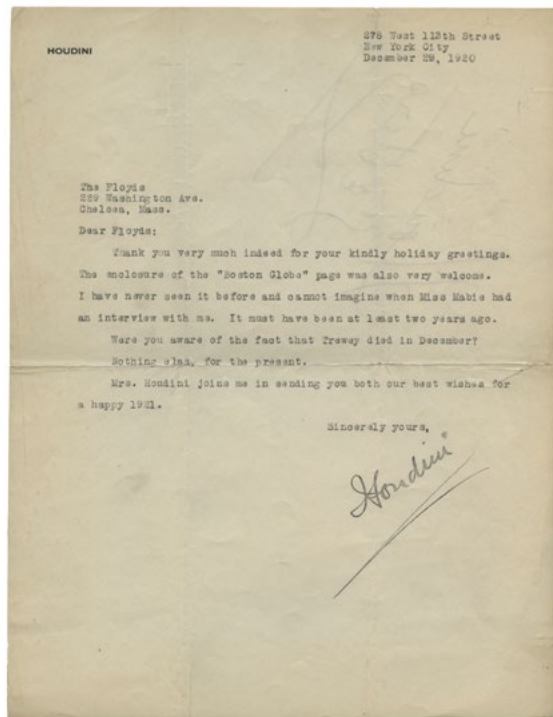 HOUDINI
278 West 113th Street
New York City
December 29, 1920
The Floyds
229 Washington Ave.
Chelsea, Mass.
Dear Floyds:
Thank you very much indeed for your kindly holiday greetings.
The enclosure of the "Boston Globe" page was also very welcome.
I have never seen it before and cannot imagine when Miss Mabie had
an interview with me. It must have been at least two years ago.
Were you aware of the fact that Trewey died in December?
Nothing else, for the present.
Mrs. Houdini joins me in sending you both our best wishes for
a happy 1921.
Sincerely yours,
Houdini